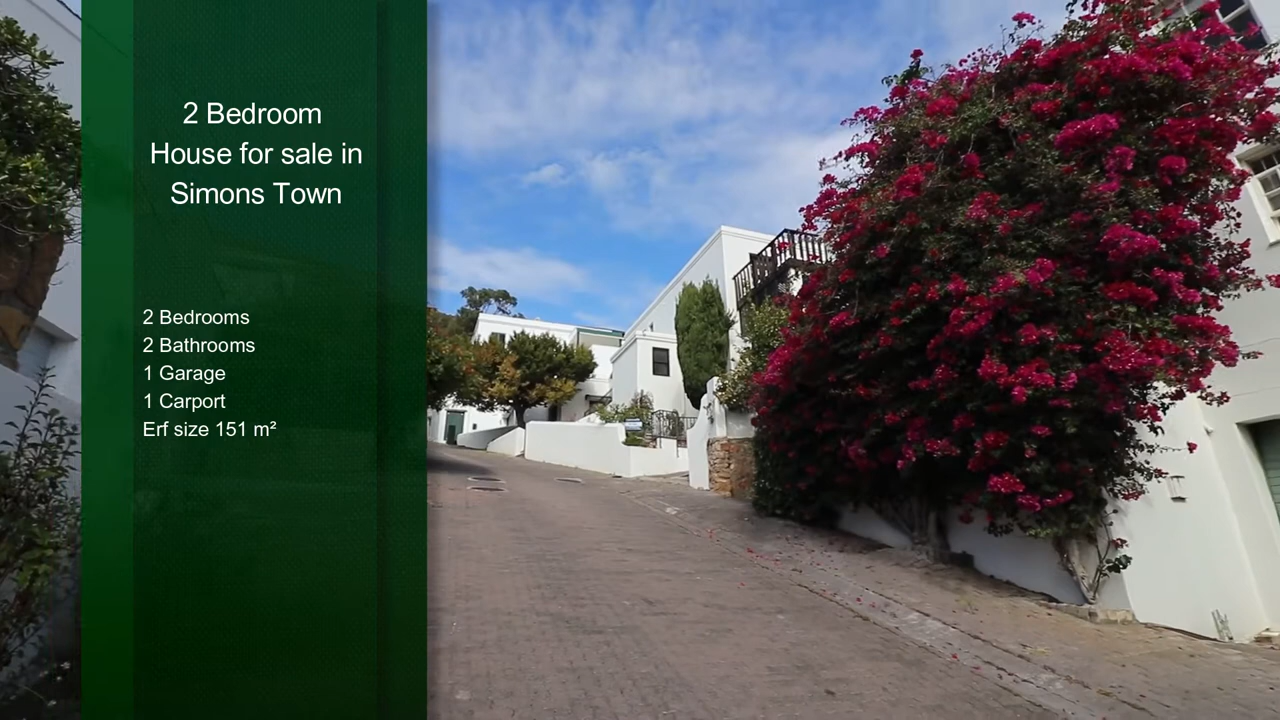 2 Bedroom
House for sale in
Simons Town
2 Bedrooms
2 Bathrooms
1 Garage
1 Carport
Erf size 151 m²